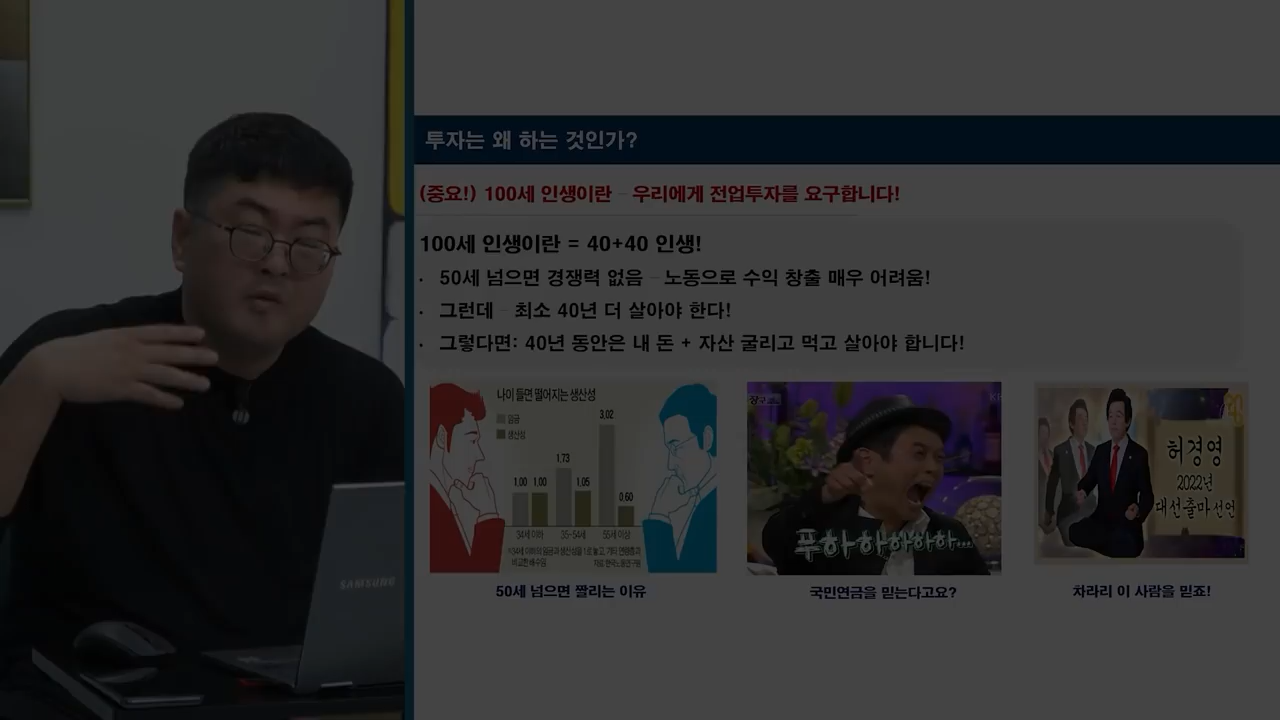 투자는 왜 하는 것인가?
(중요!) 100세 인생이란 – 우리에게 전업투자를 요구합니다!
100세 인생이란 = 40+40 인생!
· 50세 넘으면 경쟁력 없음 – 노동으로 수익 창출 매우 어려움!
· 그런데 – 최소 40년 더 살아야 한다!
· 그렇다면: 40년 동안은 내 돈 + 자산 굴리고 먹고 살아야 합니다!
나이 들면 떨어지는 생산성
임금
생산성
1.00 1.00
1.73
1.05
3.02
0.60
34세 이하 35~54세 55세 이상
푸하하하하하...
허경영
2022년
대선출마 선언
50세 넘으면 짤리는 이유
국민연금을 믿는다고요?
차라리 이 사람을 믿죠!
SAMSUNG